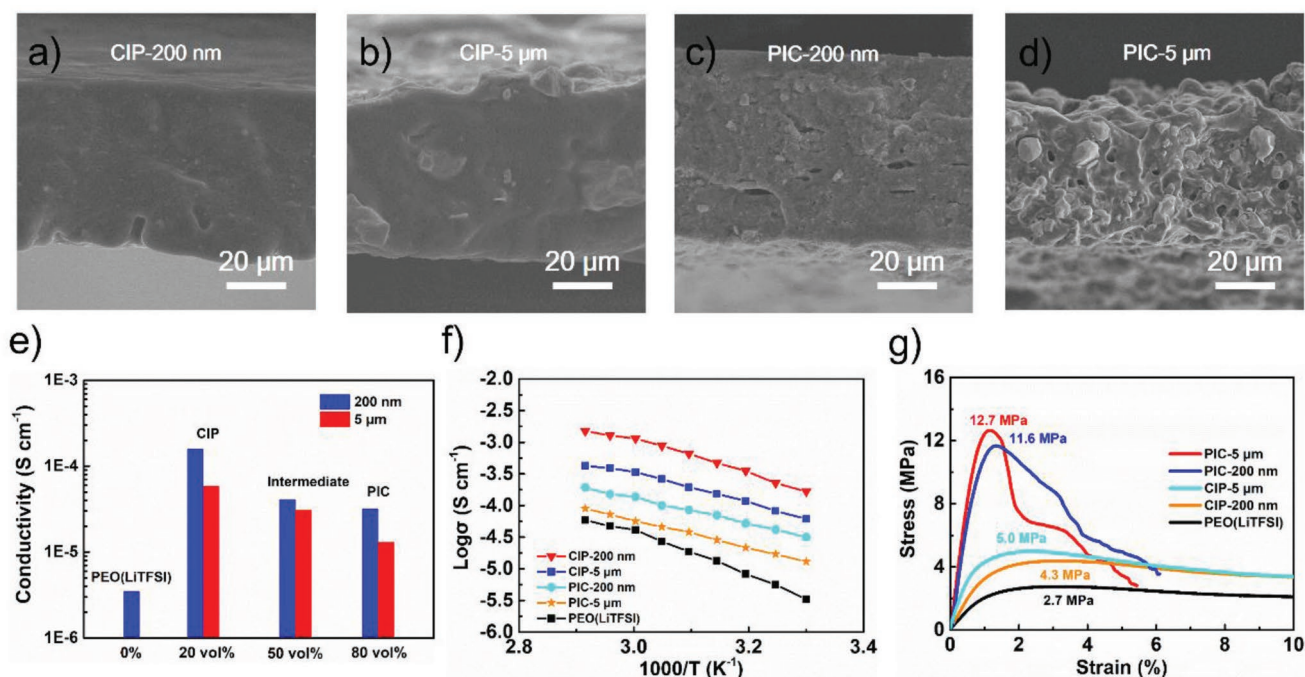 a)
CIP-200 nm
20 µm
b)
CIP-5 µm
20 µm
c)
PIC-200 nm
20 µm
d)
PIC-5 µm
20 µm
e)
Conductivity (S cm⁻¹)
1E-3
1E-4
1E-5
1E-6
200 nm
5 µm
PEO(LiTFSI)
CIP
Intermediate
PIC
0%
20 vol%
50 vol%
80 vol%
f)
Logσ (S cm⁻¹)
-2.0
-2.5
-3.0
-3.5
-4.0
-4.5
-5.0
-5.5
-6.0
CIP-200 nm
CIP-5 µm
PIC-200 nm
PIC-5 µm
PEO(LiTFSI)
2.8
3.0
3.2
3.4
1000/T (K⁻¹)
g)
Stress (MPa)
16
12
8
4
0
12.7 MPa
11.6 MPa
5.0 MPa
4.3 MPa
2.7 MPa
PIC-5 µm
PIC-200 nm
CIP-5 µm
CIP-200 nm
PEO(LiTFSI)
0
2
4
6
8
10
Strain (%)